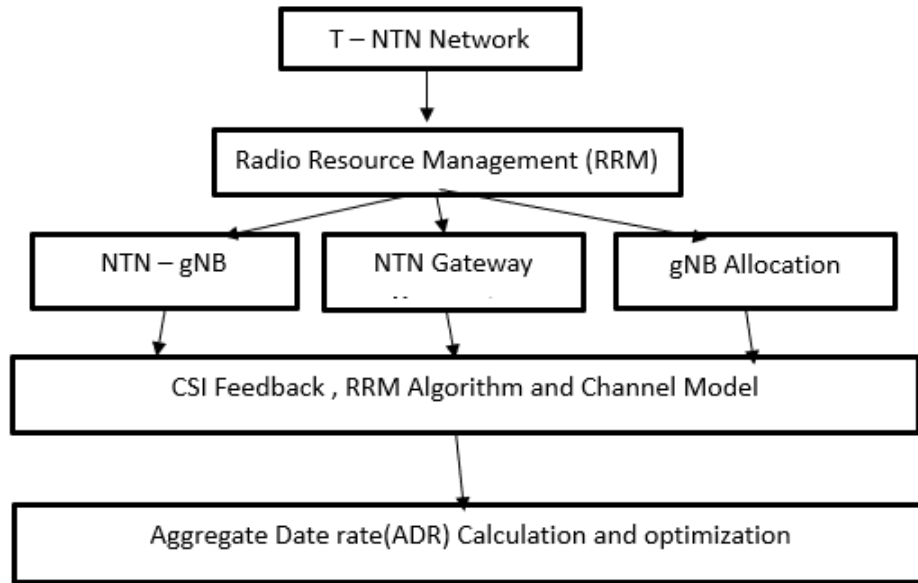 T – NTN Network
Radio Resource Management (RRM)
NTN – gNB
NTN Gateway
gNB Allocation
CSI Feedback , RRM Algorithm and Channel Model
Aggregate Date rate(ADR) Calculation and optimization